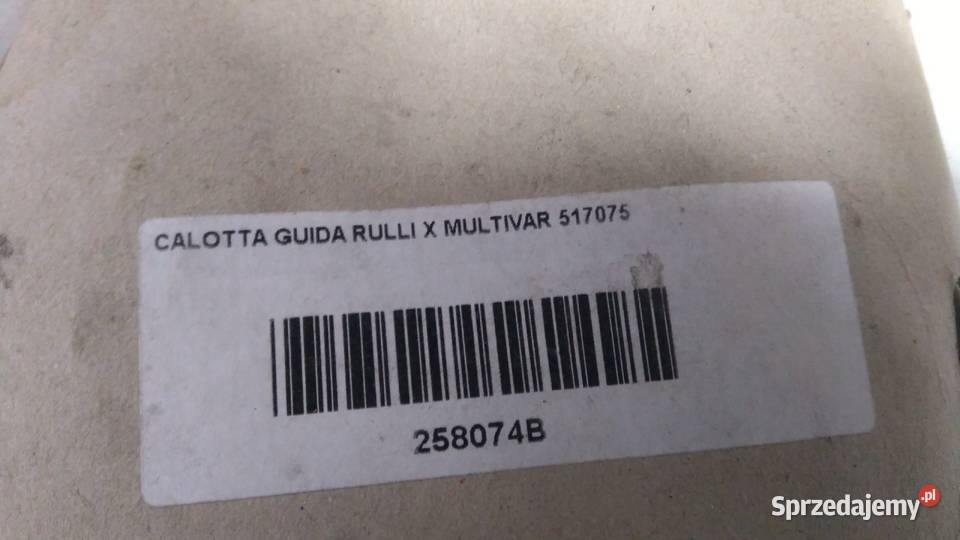 CALOTTA GUIDA RULLI X MULTIVAR 517075
258074B
Sprzedajemy.pl